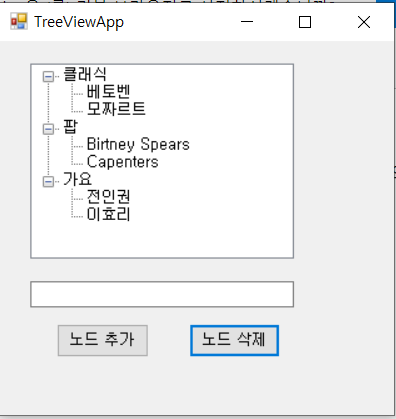 TreeViewApp
클래식
베토벤
모짜르트
팝
Birtney Spears
Capenters
가요
전인권
이효리
노드 추가
노드 삭제